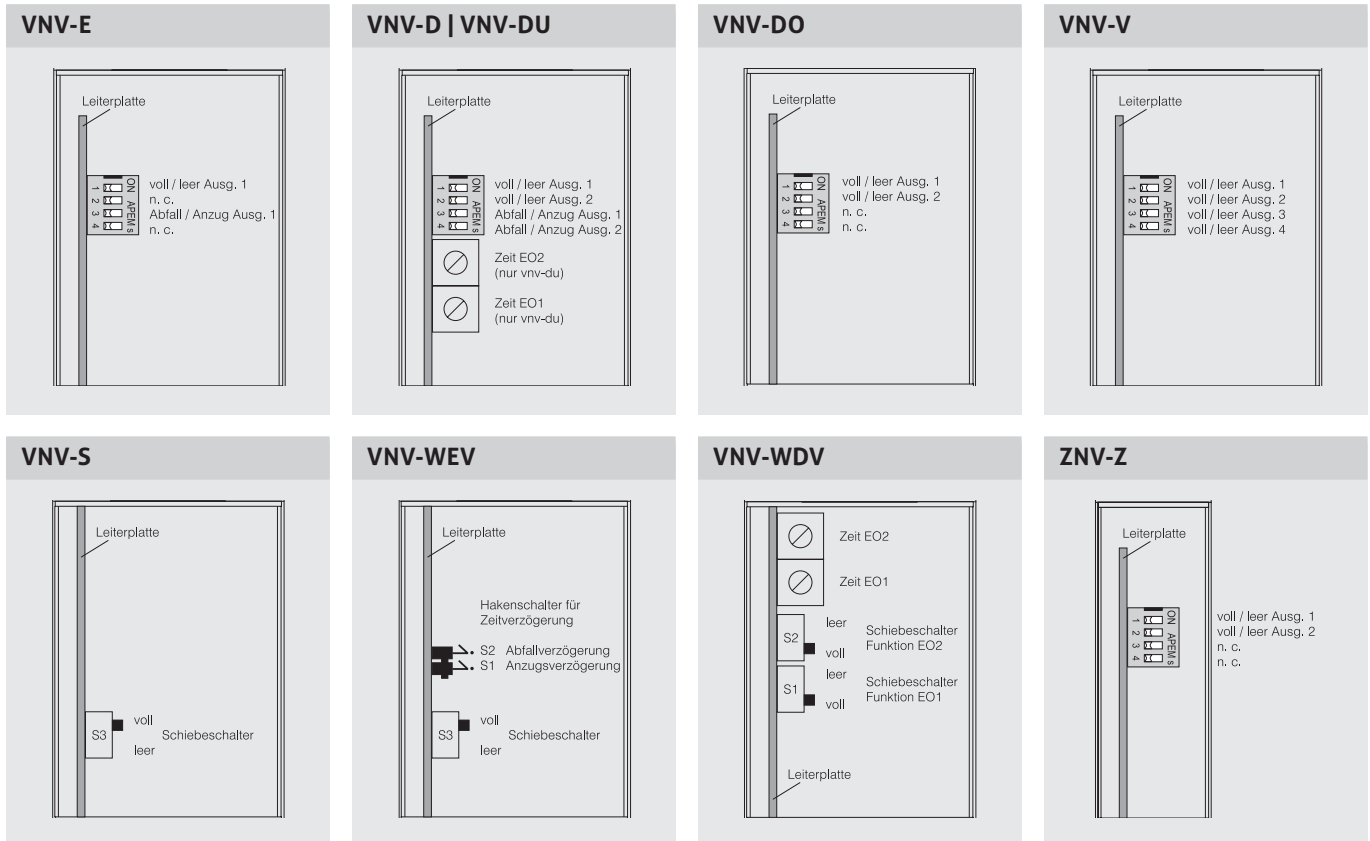 VNV-E
Leiterplatte
ON
APEM s
1
2
3
4
voll / leer Ausg. 1
n. c.
Abfall / Anzug Ausg. 1
n. c.
VNV-D | VNV-DU
Leiterplatte
ON
APEM s
1
2
3
4
voll / leer Ausg. 1
voll / leer Ausg. 2
Abfall / Anzug Ausg. 1
Abfall / Anzug Ausg. 2
Zeit EO2
(nur vnv-du)
Zeit EO1
(nur vnv-du)
VNV-DO
Leiterplatte
ON
APEM s
1
2
3
4
voll / leer Ausg. 1
voll / leer Ausg. 2
n. c.
n. c.
VNV-V
Leiterplatte
ON
APEM s
1
2
3
4
voll / leer Ausg. 1
voll / leer Ausg. 2
voll / leer Ausg. 3
voll / leer Ausg. 4
VNV-S
Leiterplatte
S3
voll
Schiebeschalter
leer
VNV-WEV
Leiterplatte
Hakenschalter für
Zeitverzögerung
S2 Abfallverzögerung
S1 Anzugsverzögerung
S3
voll
Schiebeschalter
leer
VNV-WDV
Zeit EO2
Zeit EO1
S2
leer
voll
Schiebeschalter
Funktion EO2
S1
leer
voll
Schiebeschalter
Funktion EO1
Leiterplatte
ZNV-Z
Leiterplatte
ON
APEM s
1
2
3
4
voll / leer Ausg. 1
voll / leer Ausg. 2
n. c.
n. c.